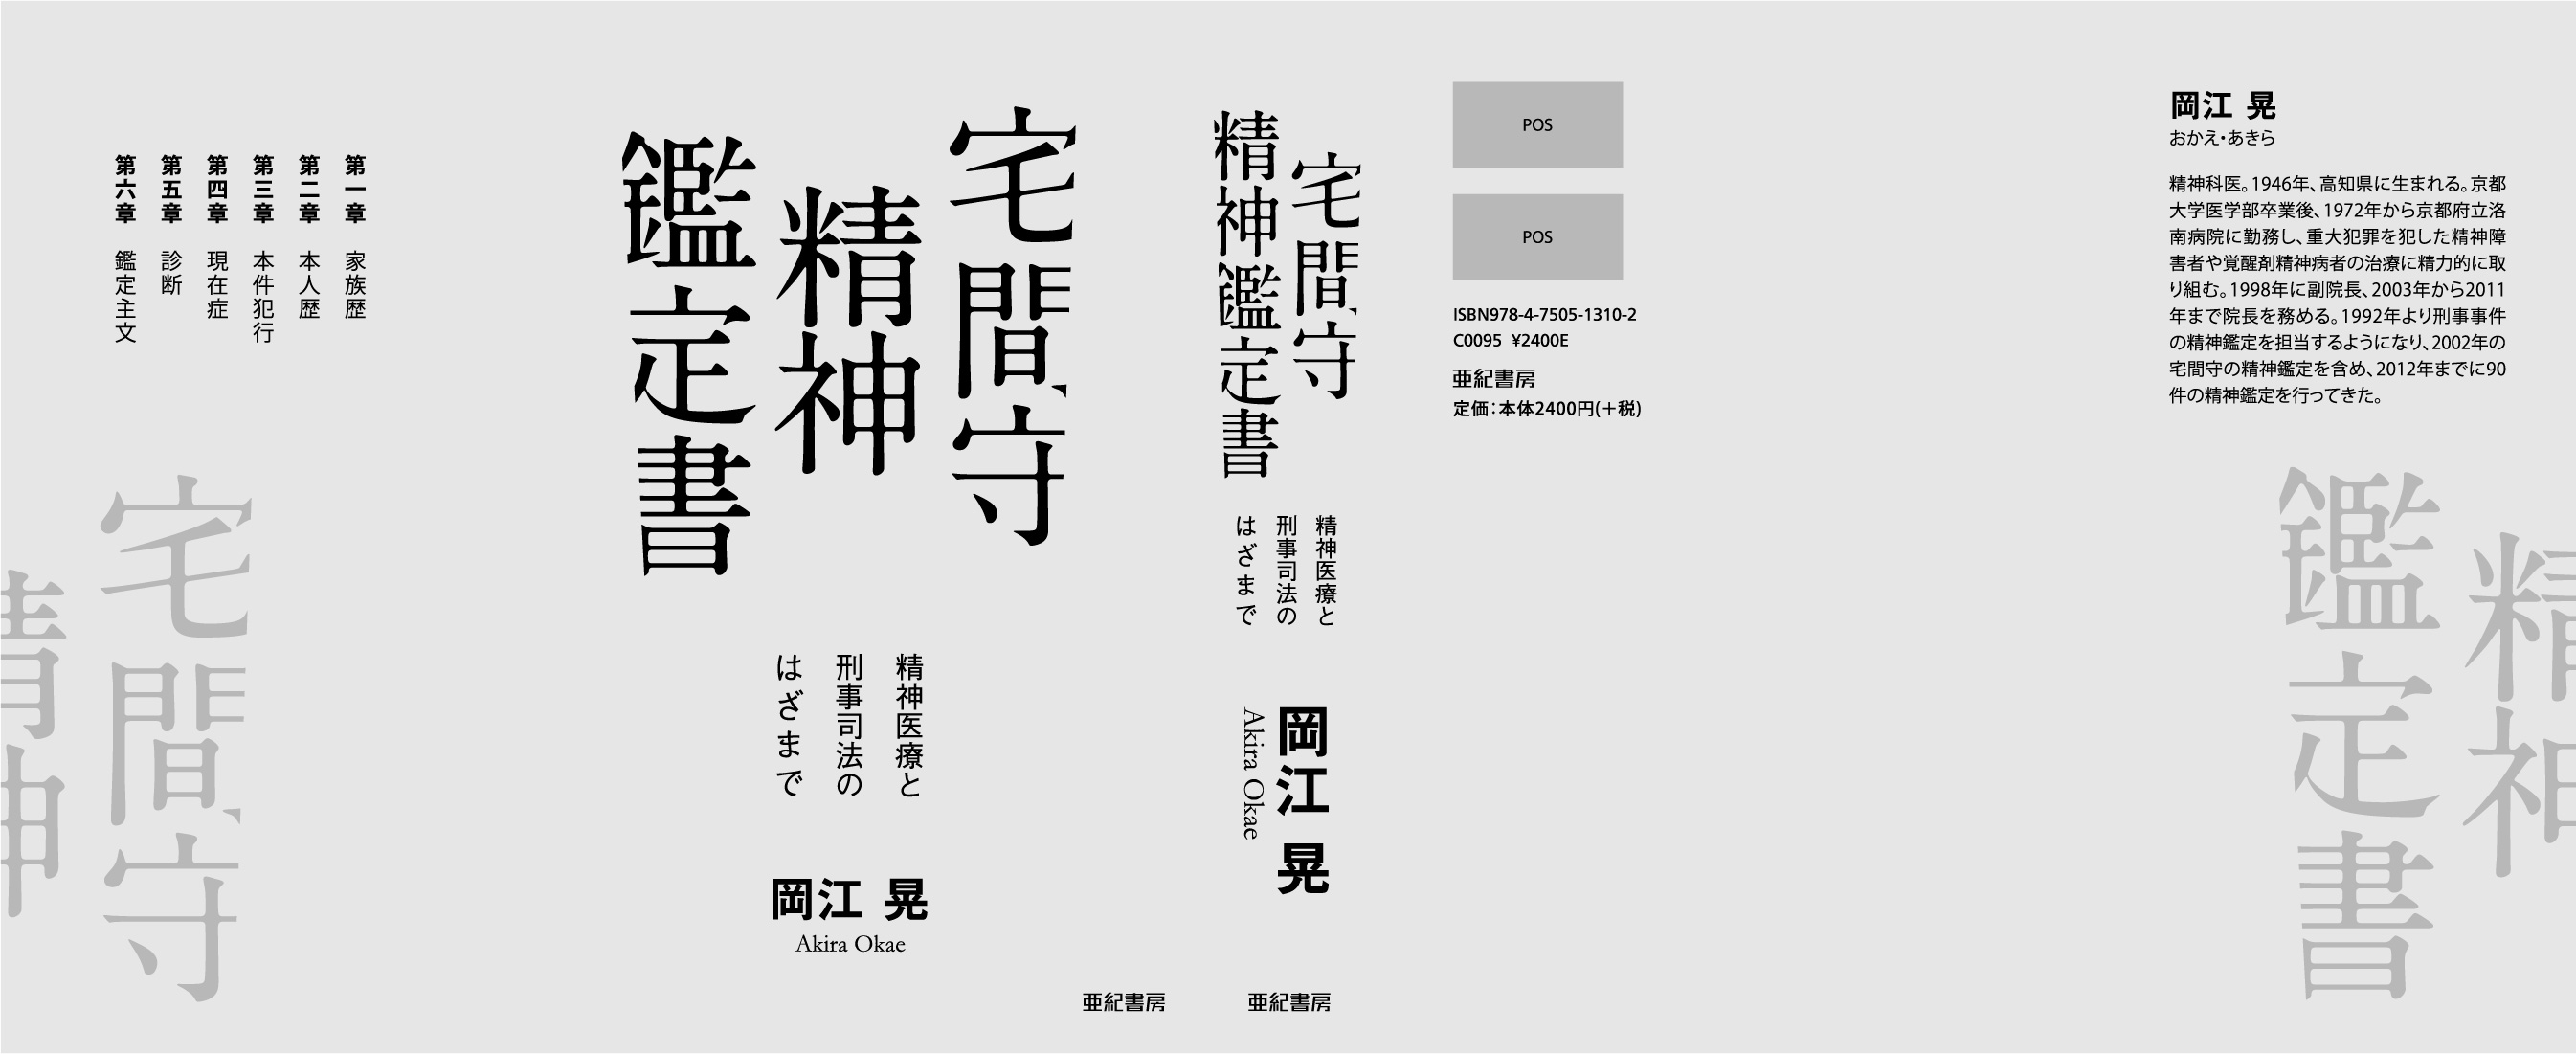 第一章 家族歴
第二章 本人歴
第三章 本件犯行
第四章 現在症
第五章 診断
第六章 鑑定主文
宅間守
精神
宅間守
精神
鑑定書
精神医療と
刑事司法の
はざまで
岡江 晃
Akira Okae
亜紀書房
宅間守
精神鑑定書
精神医療と
刑事司法の
はざまで
岡江 晃
Akira Okae
亜紀書房
POS
POS
ISBN978-4-7505-1310-2
C0095 ¥2400E
亜紀書房
定価：本体2400円(＋税)
岡江 晃
おかえ・あきら
精神科医。1946年、高知県に生まれる。京都
大学医学部卒業後、1972年から京都府立洛
南病院に勤務し、重大犯罪を犯した精神障
害者や覚醒剤精神病者の治療に精力的に取
り組む。1998年に副院長、2003年から2011
年まで院長を務める。1992年より刑事事件
の精神鑑定を担当するようになり、2002年の
宅間守の精神鑑定を含め、2012年までに90
件の精神鑑定を行ってきた。
精神
鑑定書